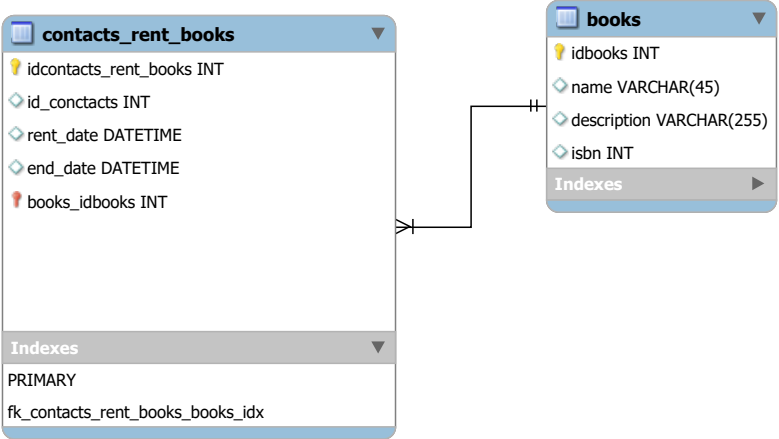 contacts_rent_books
idcontacts_rent_books INT
id_conctacts INT
rent_date DATETIME
end_date DATETIME
books_idbooks INT
Indexes
PRIMARY
fk_contacts_rent_books_books_idx
books
idbooks INT
name VARCHAR(45)
description VARCHAR(255)
isbn INT
Indexes